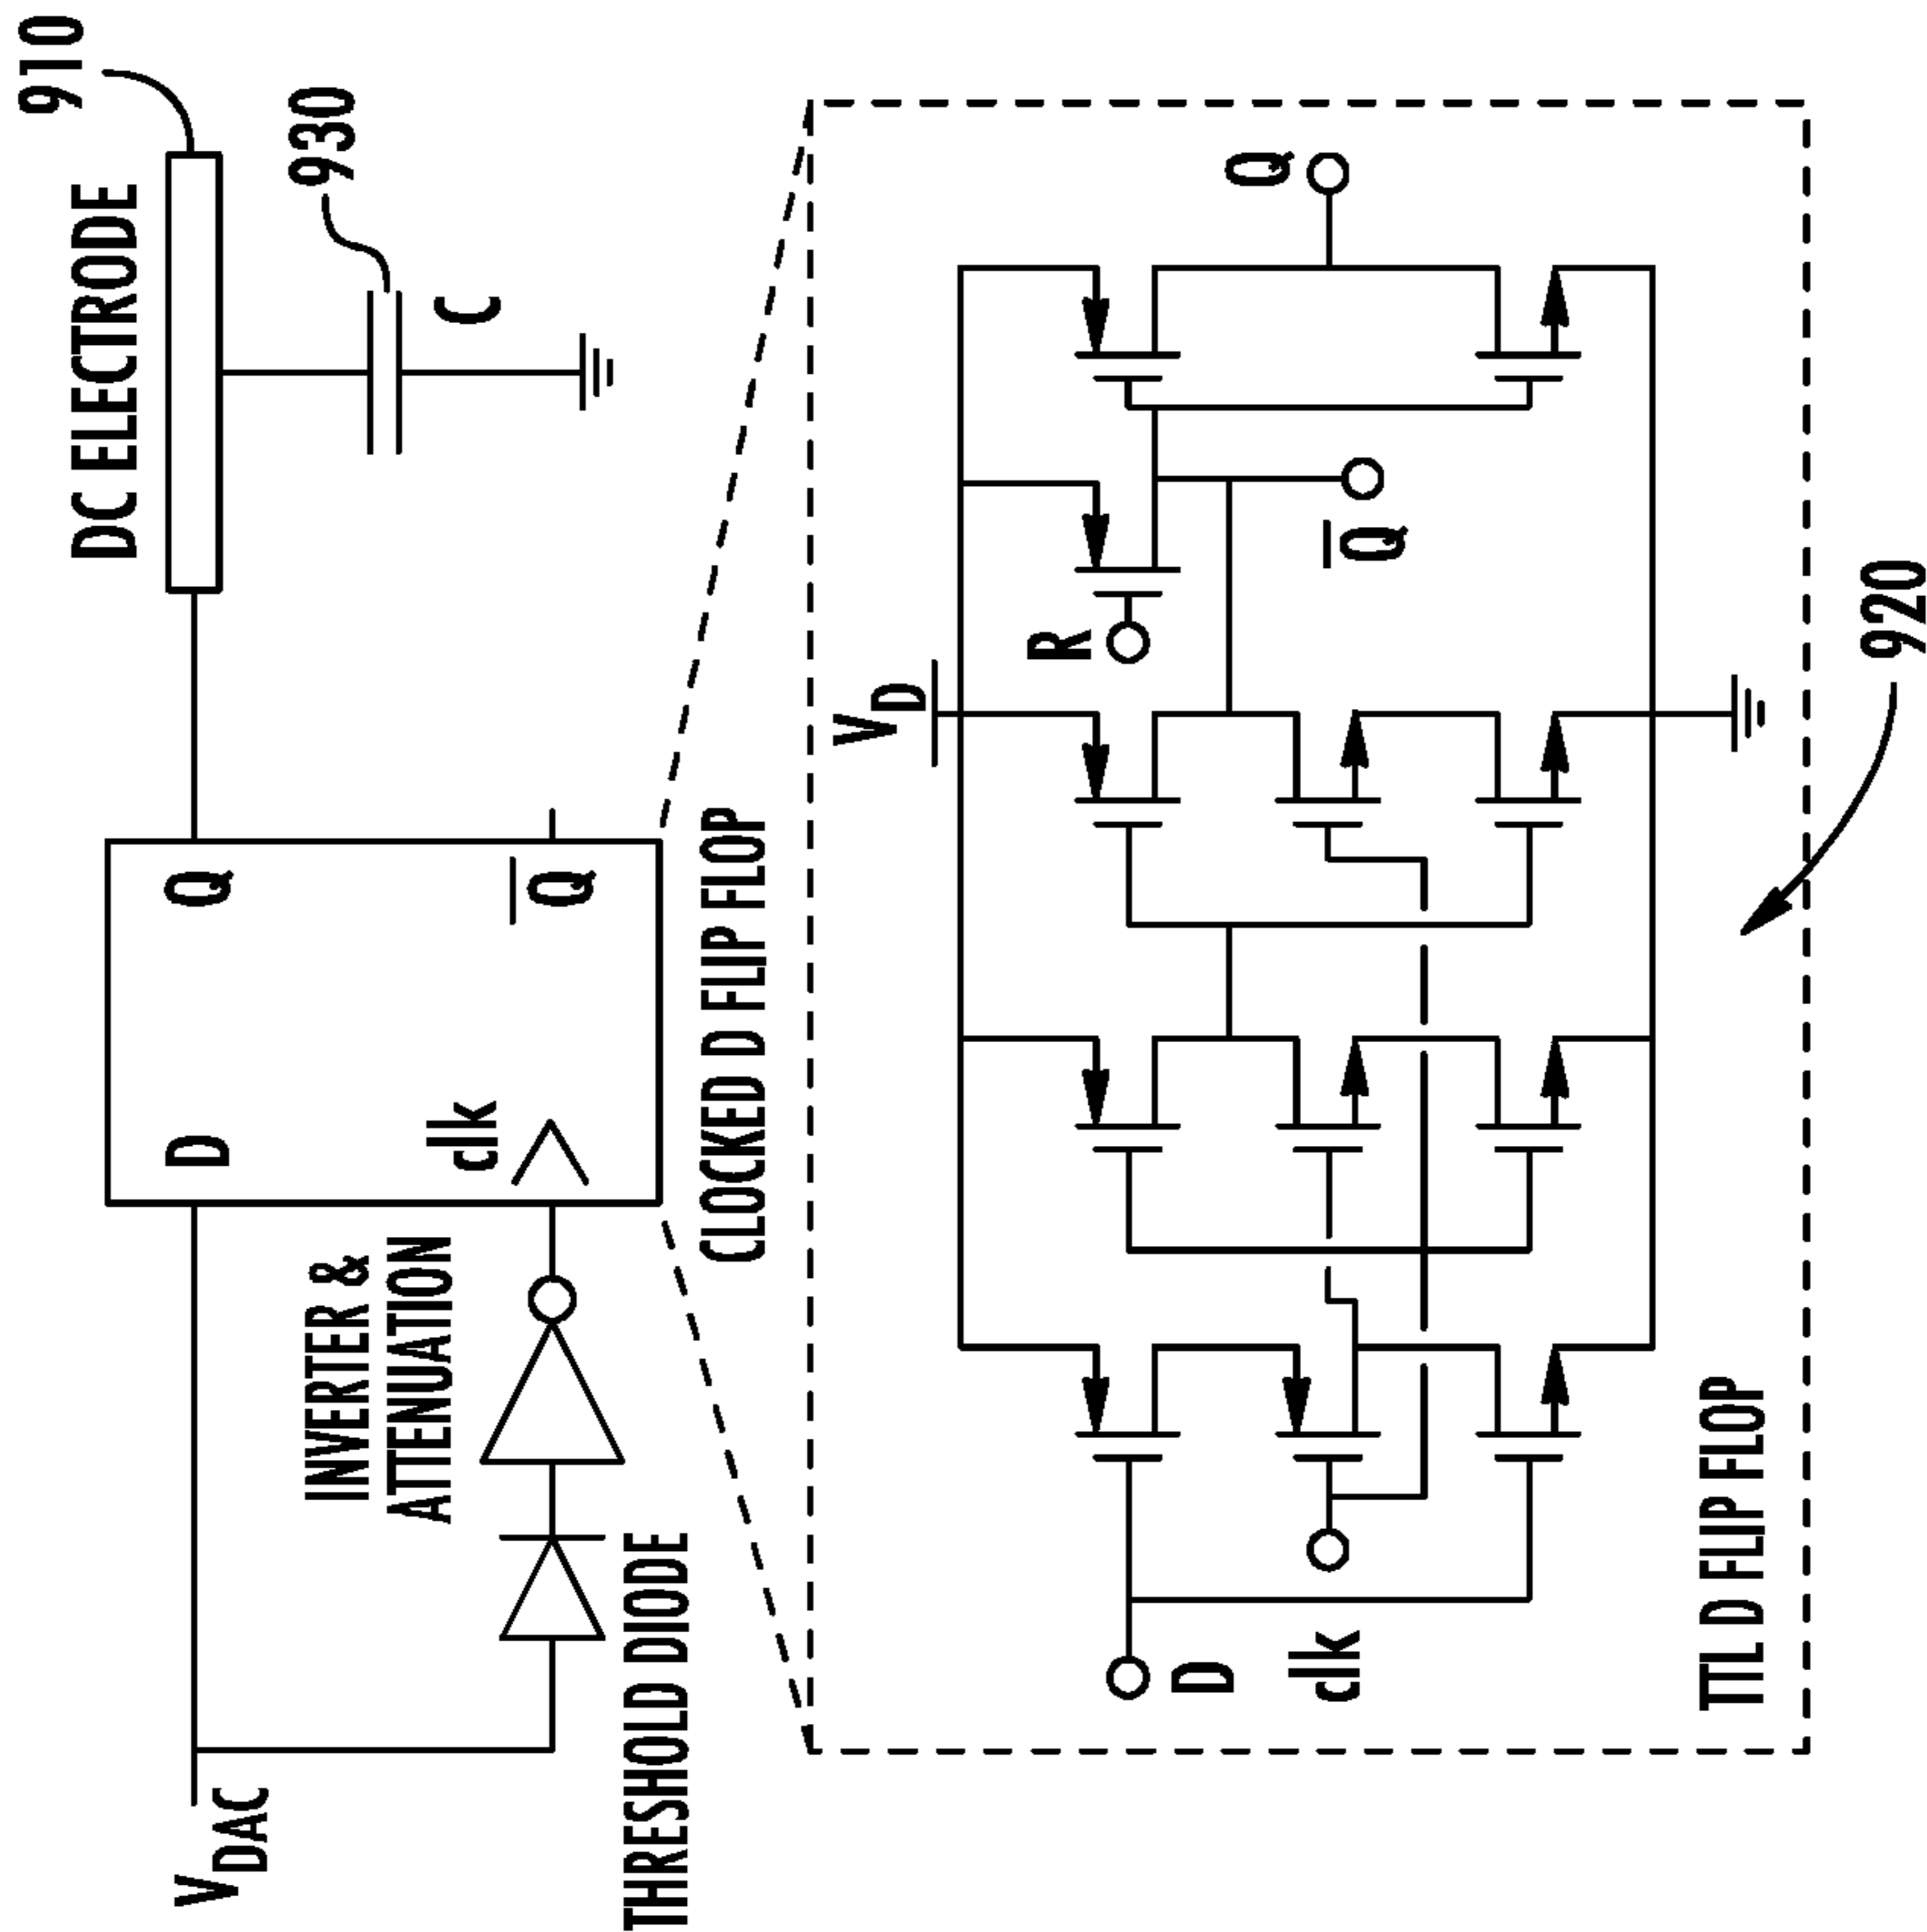 910
DC ELECTRODE
930
C
Q
Q
D
clk
INVERTER &
ATTENUATION
VDAC
THRESHOLD DIODE
CLOCKED D FLIP FLOP
VD
R
Q
Q
D
clk
TTL D FLIP FLOP
920